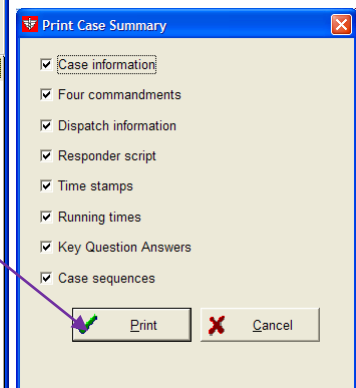 Print Case Summary
Case information
Four commandments
Dispatch information
Responder script
Time stamps
Running times
Key Question Answers
Case sequences
Print Cancel